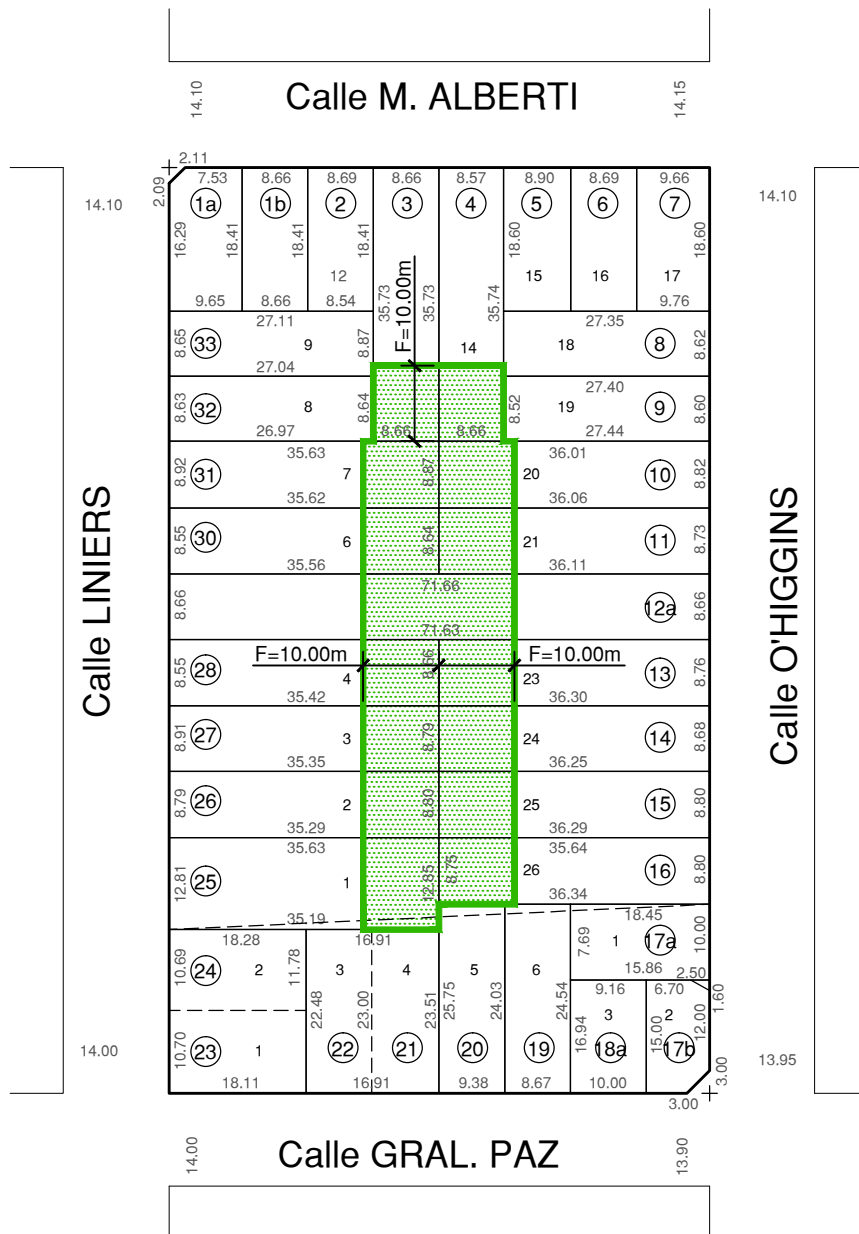 Calle M. ALBERTI
14.10
14.15
2.11
7.53 8.66 8.69 8.66 8.57 8.90 8.69 9.66
2.09
14.10
14.10
1a 1b 2 3 4 5 6 7
16.29 18.41 18.41 18.41 18.60 18.60
12 15 16 17
35.73 35.73 35.74
F=10.00m
9.65 8.66 8.54 9.76
27.11 27.35
8.65 33 9 8.87 14 18 8 8.62
27.04
27.40
8.63 32 8 8.64 8.52 19 9 8.60
26.97 8.66 8.66 27.44
35.63 36.01
8.92 31 7 8.87 20 10 8.82
35.62 36.06
8.55 30 6 8.64 21 11 8.73
35.56 36.11
71.66
8.66 12a 8.66
71.63
F=10.00m F=10.00m
8.55 28 4 8.66 23 13 8.76
35.42 36.30
8.91 27 3 8.79 24 14 8.68
35.35 36.25
8.79 26 2 8.80 25 15 8.80
35.29 36.29
35.63 35.64
12.81 25 1 12.85 8.75 26 16 8.80
36.34
35.19
18.28 16.91 18.45
10.69 24 2 11.78 3 4 5 6 7.69 1 17a 10.00
15.86 2.50
22.48 23.00 23.51 25.75 24.03 24.54
9.16 6.70
1.60
3 2
16.94 15.00 12.00
14.00
13.95
10.70 23 1 22 21 20 19 18a 17b
3.00
18.11 16.91 9.38 8.67 10.00
3.00
Calle LINIERS
Calle O'HIGGINS
14.00
13.90
Calle GRAL. PAZ